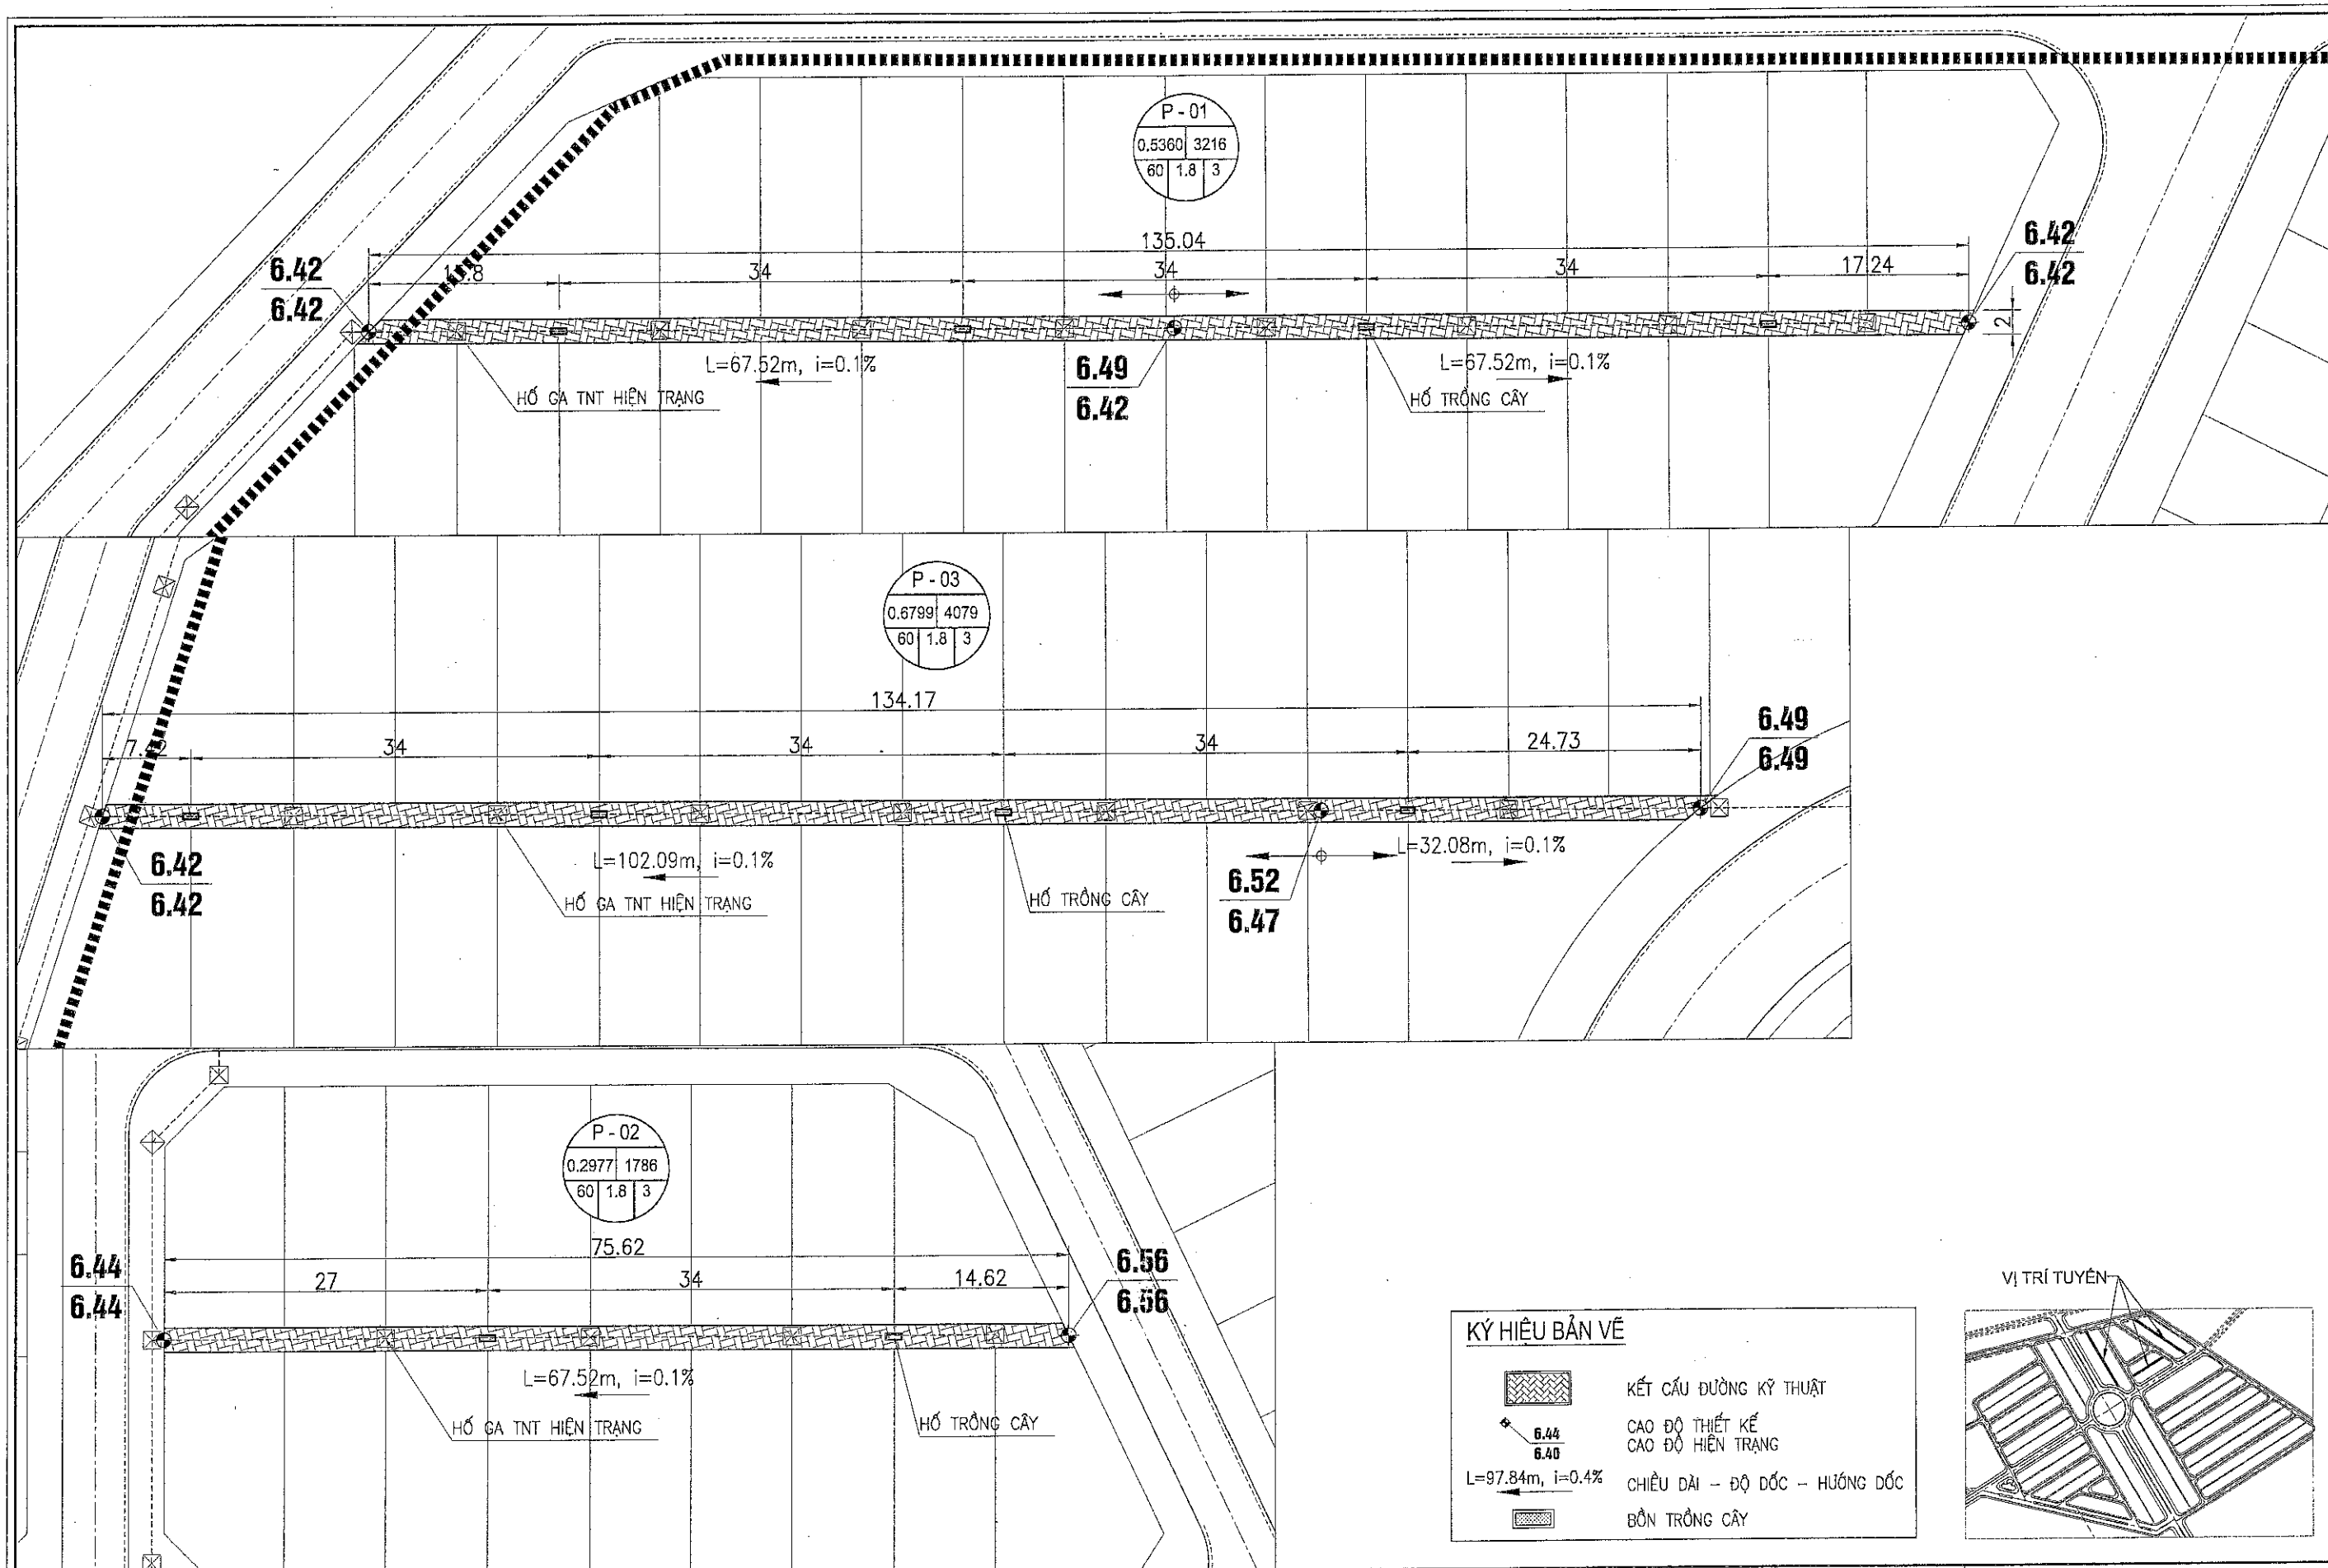 P - 01
0.5360 3216
60 1.8 3
135.04
34
34
34
17.24
6.42
6.42
6.42
6.42
2
L=67.52m, i=0.1%
6.49
6.42
L=67.52m, i=0.1%
HỐ GA TNT HIỆN TRẠNG
HỐ TRỒNG CÂY
P - 03
0.6799 4079
60 1.8 3
134.17
34
34
34
24.73
6.49
6.49
6.42
6.42
L=102.09m, i=0.1%
L=32.08m, i=0.1%
6.52
6.47
HỐ GA TNT HIỆN TRẠNG
HỐ TRỒNG CÂY
P - 02
0.2977 1786
60 1.8 3
75.62
27
34
14.62
6.44
6.44
6.56
6.56
L=67.52m, i=0.1%
HỐ GA TNT HIỆN TRẠNG
HỐ TRỒNG CÂY
KÝ HIỆU BẢN VẼ
KẾT CẤU ĐƯỜNG KỸ THUẬT
6.44
6.40
CAO ĐỘ THIẾT KẾ
CAO ĐỘ HIỆN TRẠNG
L=97.84m, i=0.4%
CHIỀU DÀI - ĐỘ DỐC - HƯỚNG DỐC
BỒN TRỒNG CÂY
VỊ TRÍ TUYẾN